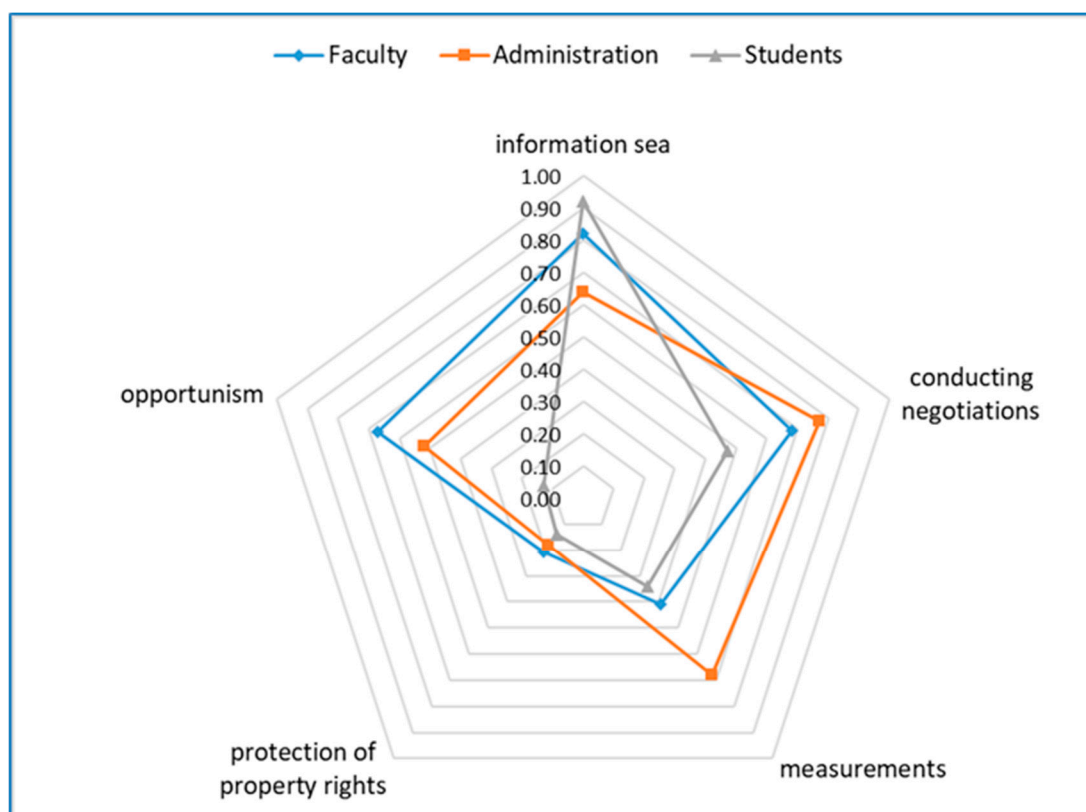 Faculty Administration Students
information sea
1.00
0.90
0.80
0.70
0.60
0.50
0.40
0.30
0.20
0.10
0.00
conducting
negotiations
opportunism
protection of
property rights
measurements